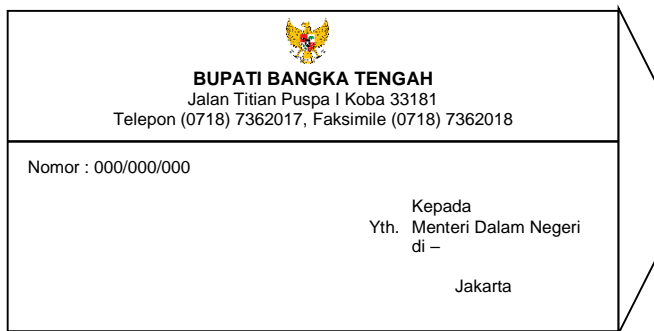 BUPATI BANGKA TENGAH
Jalan Titian Puspa I Koba 33181
Telepon (0718) 7362017, Faksimile (0718) 7362018
Nomor : 000/000/000
Kepada
Yth. Menteri Dalam Negeri
di –
Jakarta